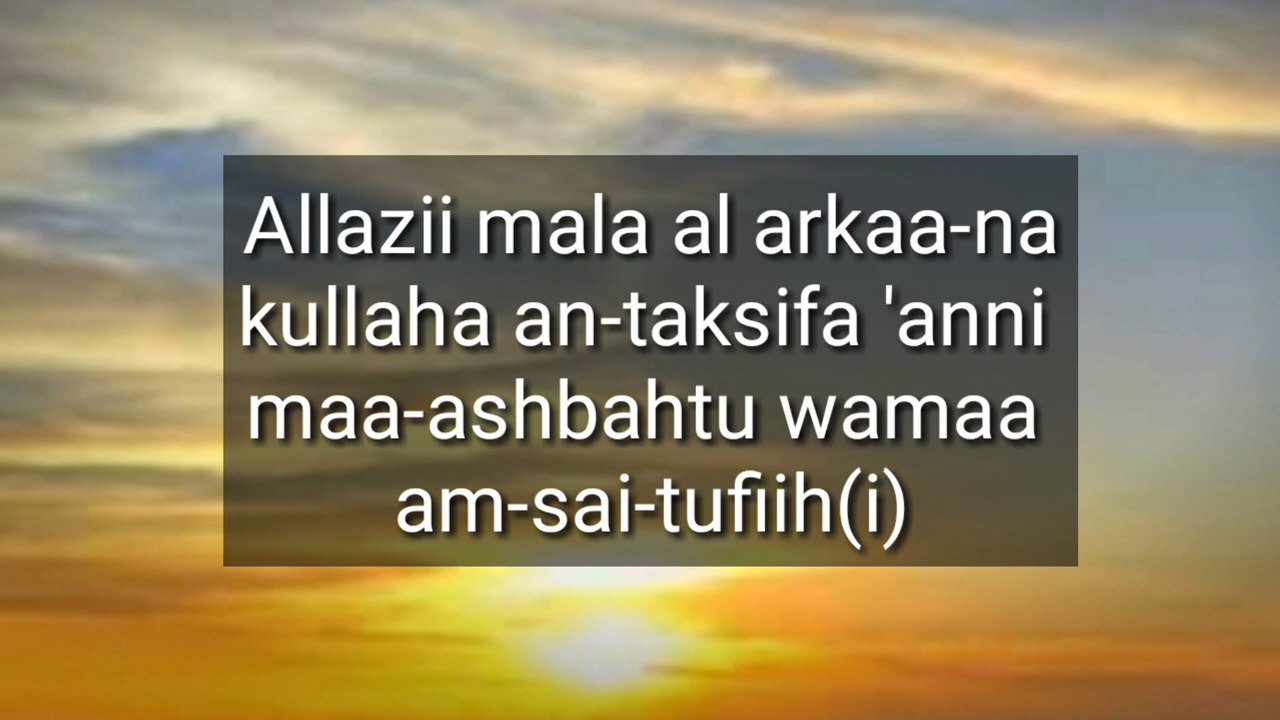 Allazii mala al arkaa-na
kullaha an-taksifa 'anni
maa-ashbahtu wamaa
am-sai-tufiih(i)